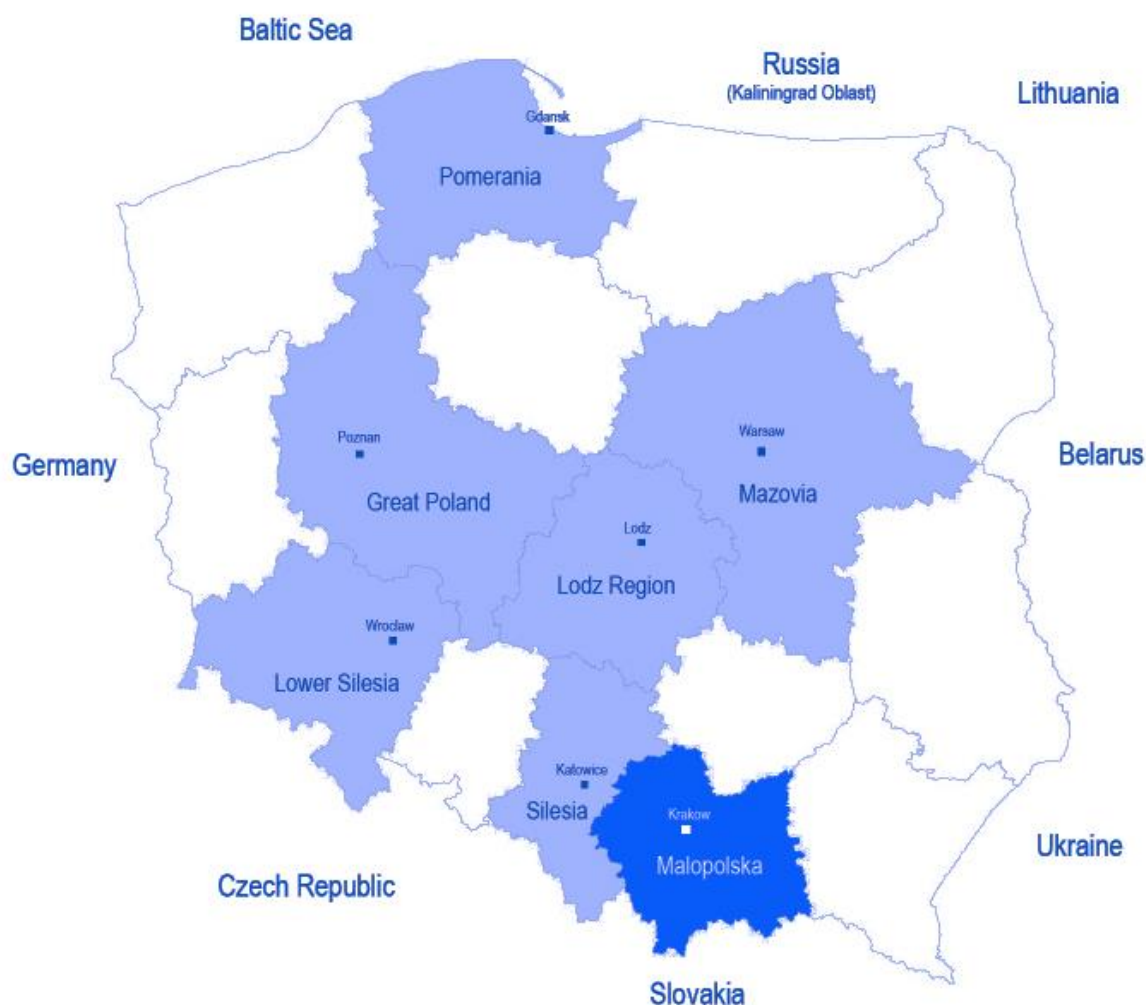 Baltic Sea
Russia
(Kaliningrad Oblast)
Lithuania
Gdansk
Pomerania
Poznan
Warsaw
Germany
Belarus
Great Poland
Mazovia
Lodz
Lodz Region
Wroclaw
Lower Silesia
Katowice
Silesia
Krakow
Malopolska
Ukraine
Czech Republic
Slovakia